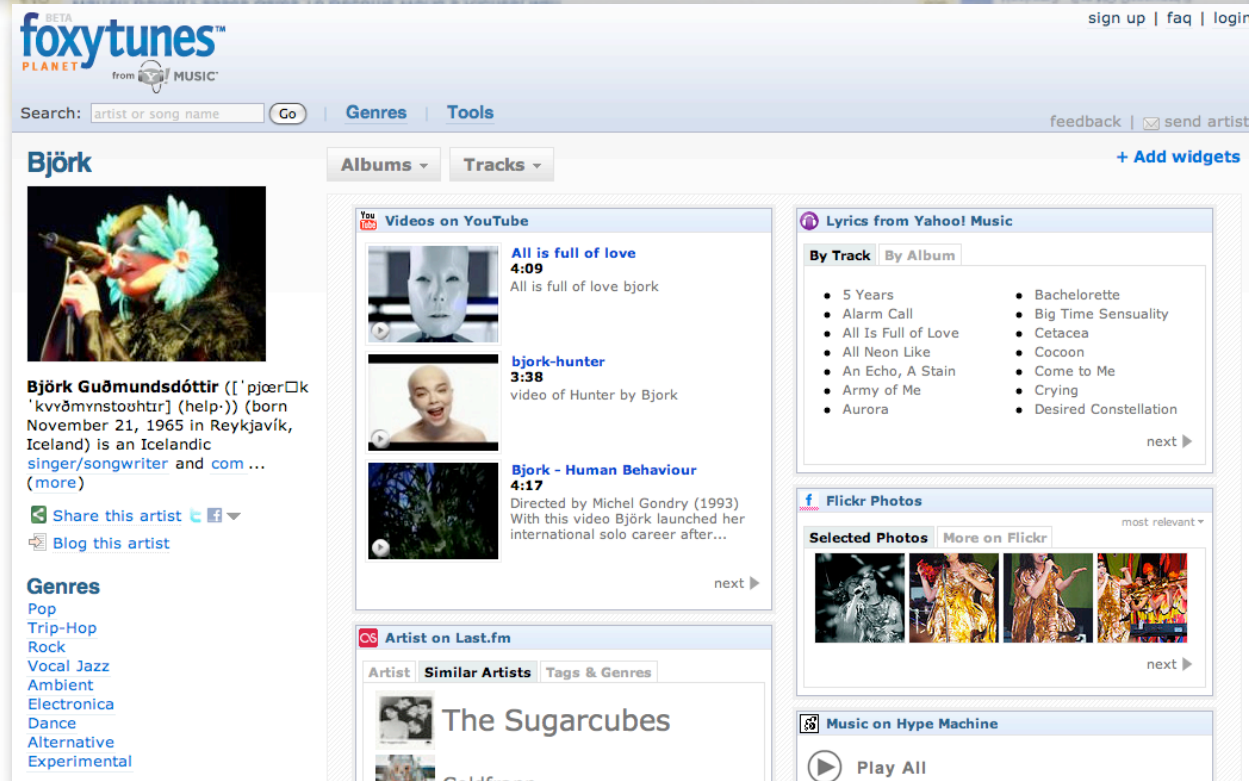 BETA
foxytunes™
PLANET
from Y! MUSIC
sign up | faq | login
Search: artist or song name Go | Genres | Tools
feedback | send artist
Björk
Albums
Tracks
+ Add widgets
Björk Guðmundsdóttir ([ˈpjœr□k
ˈkvʏðmʏnstoʊhtɪr] (help·)) (born
November 21, 1965 in Reykjavík,
Iceland) is an Icelandic
singer/songwriter and com ...
(more)
Share this artist
Blog this artist
Genres
Pop
Trip-Hop
Rock
Vocal Jazz
Ambient
Electronica
Dance
Alternative
Experimental
You
Tube
Videos on YouTube
All is full of love
4:09
All is full of love bjork
bjork-hunter
3:38
video of Hunter by Bjork
Bjork - Human Behaviour
4:17
Directed by Michel Gondry (1993)
With this video Björk launched her
international solo career after...
next
Artist on Last.fm
Artist
Similar Artists
Tags & Genres
The Sugarcubes
Lyrics from Yahoo! Music
By Track
By Album
5 Years
Alarm Call
All Is Full of Love
All Neon Like
An Echo, A Stain
Army of Me
Aurora
Bachelorette
Big Time Sensuality
Cetacea
Cocoon
Come to Me
Crying
Desired Constellation
next
Flickr Photos
most relevant
Selected Photos
More on Flickr
next
Music on Hype Machine
Play All